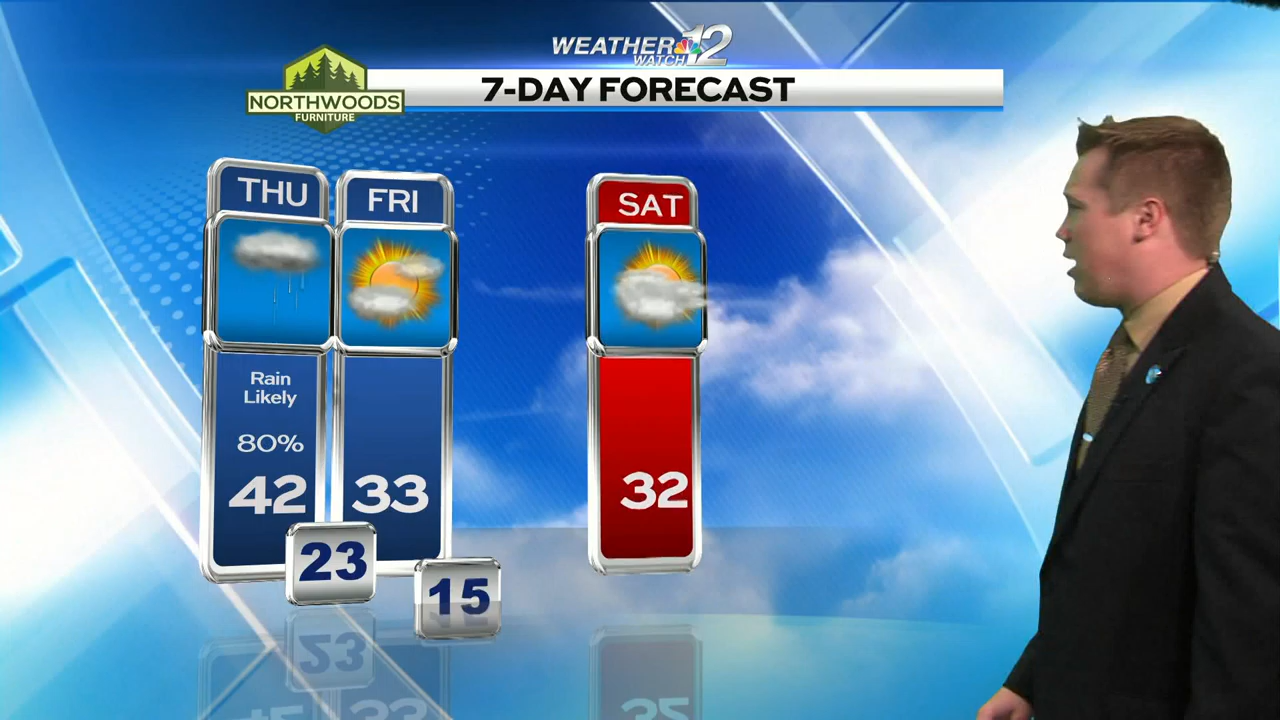 WEATHER 12
WATCH
7-DAY FORECAST
NORTHWOODS
FURNITURE
THU
FRI
SAT
Rain
Likely
80%
42
33
32
23
15